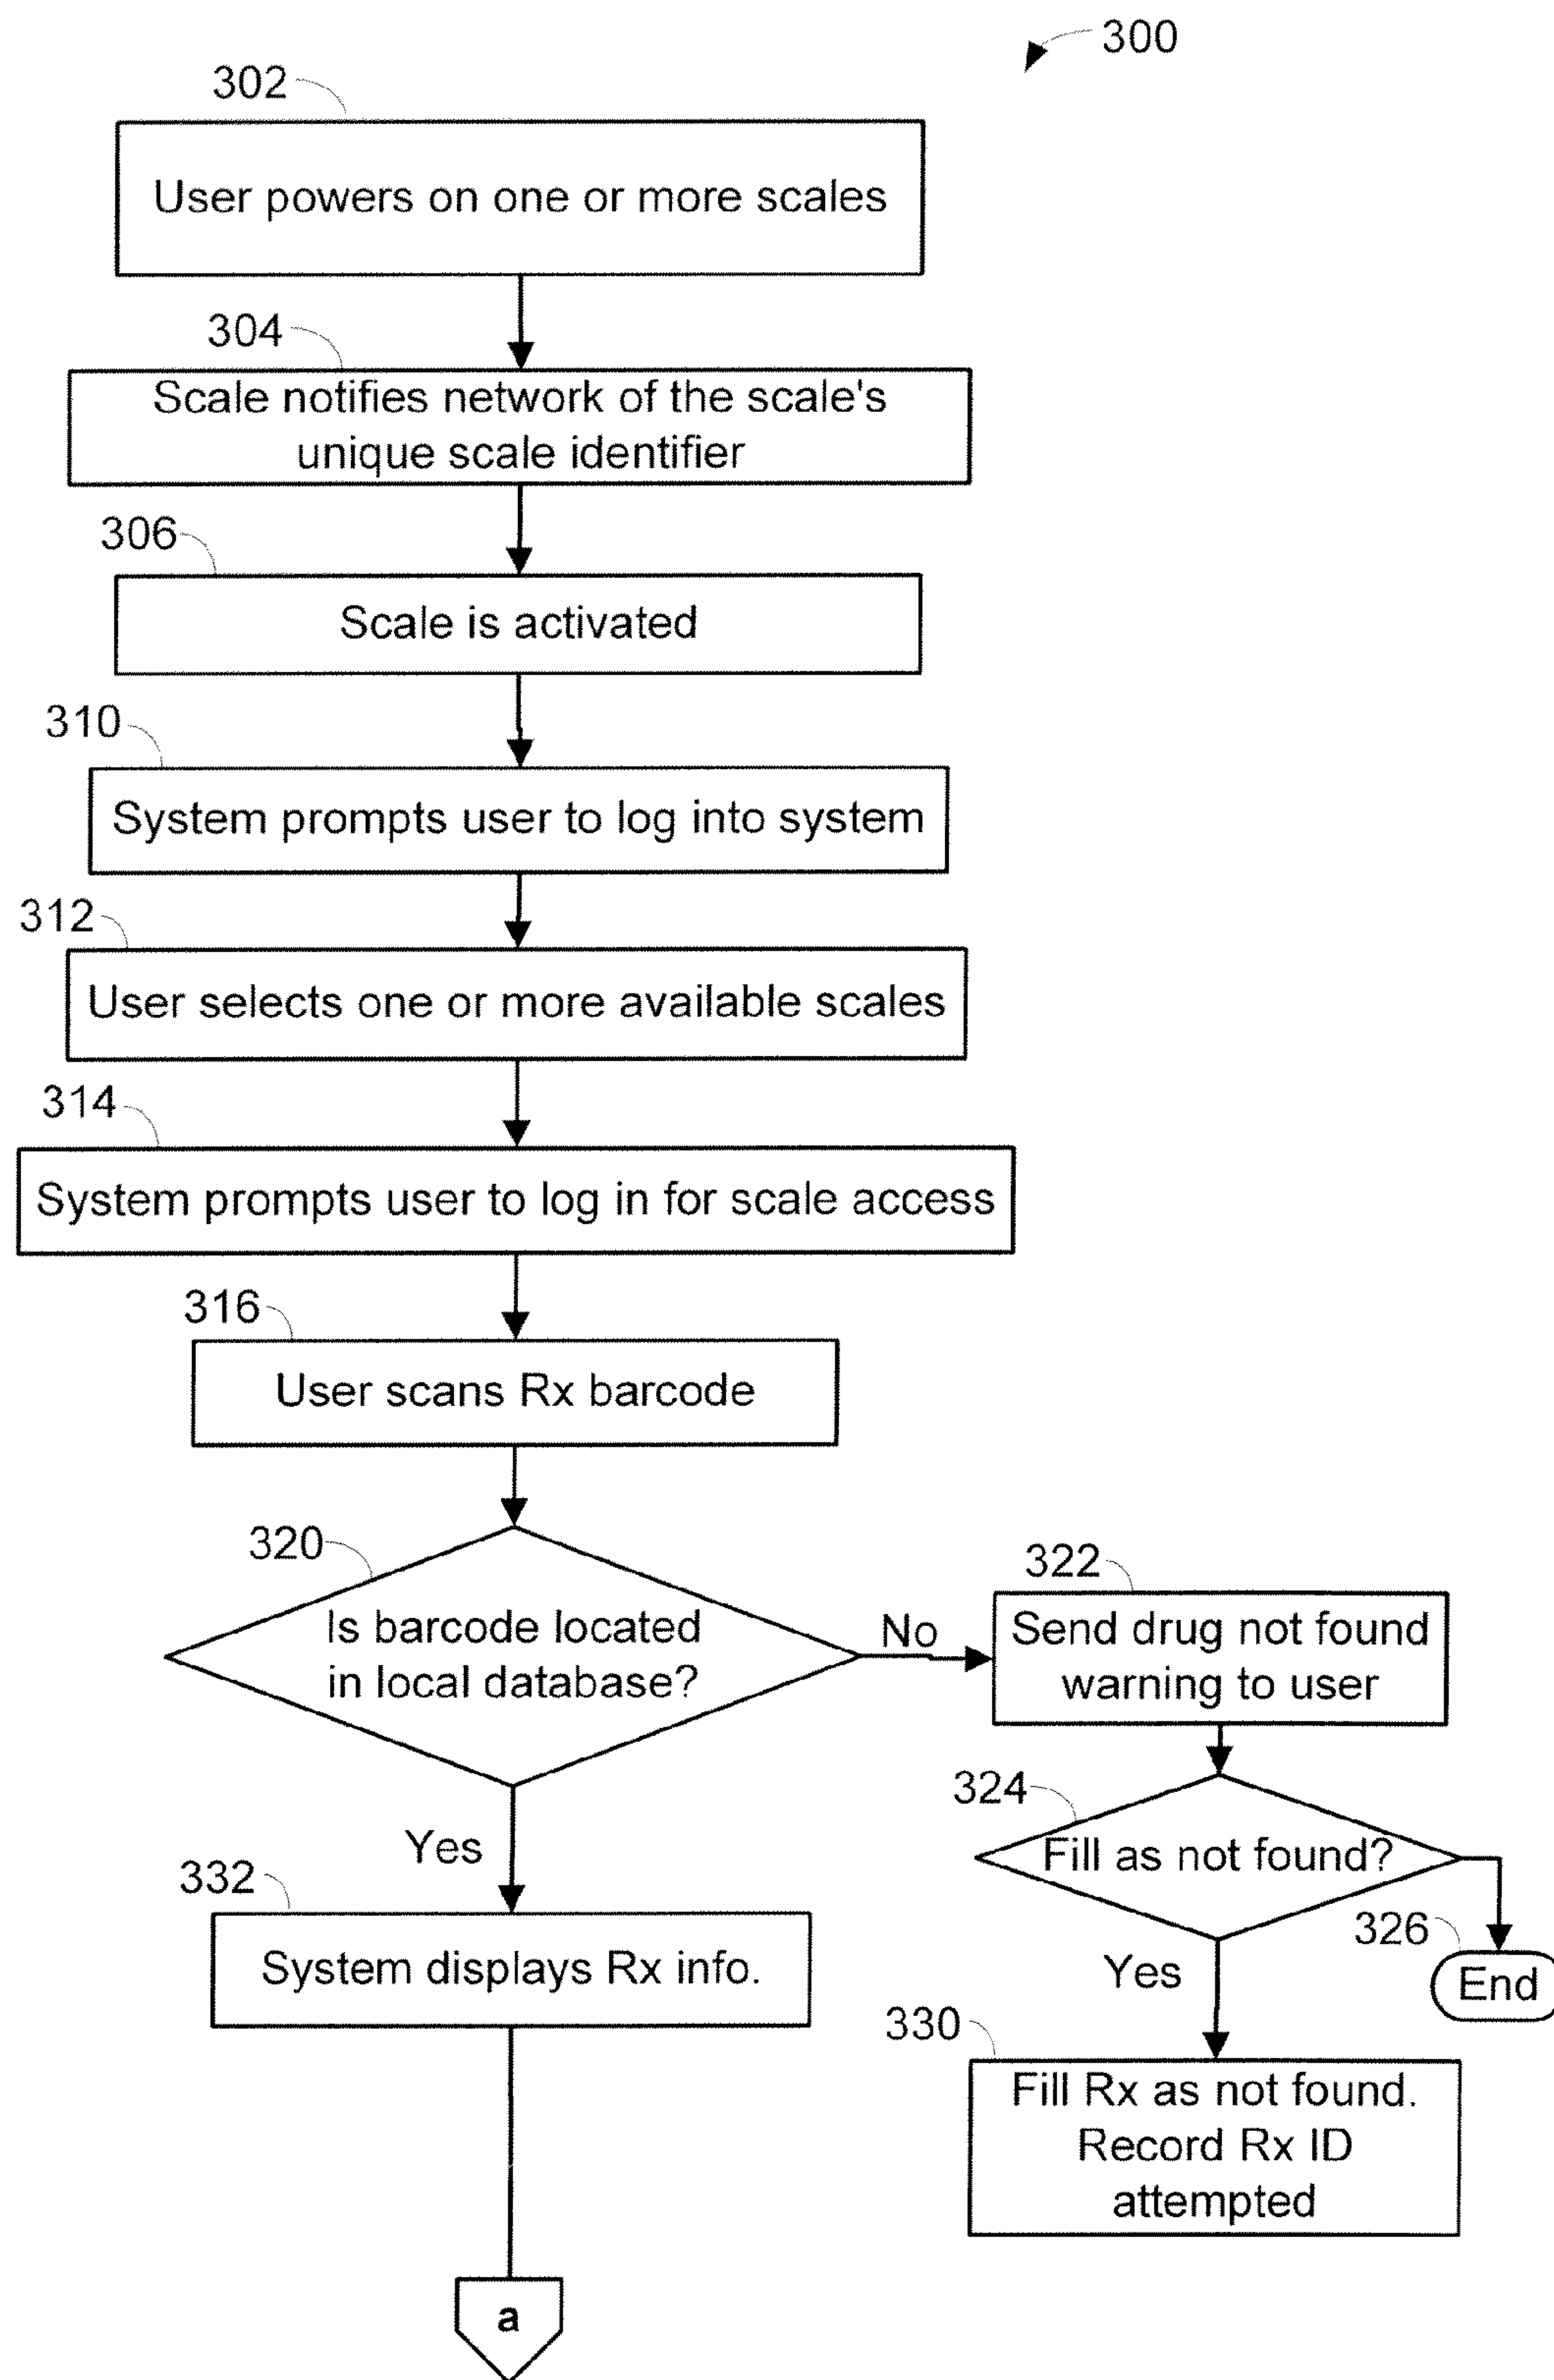 300
302
User powers on one or more scales
304
Scale notifies network of the scale's
unique scale identifier
306
Scale is activated
310
System prompts user to log into system
312
User selects one or more available scales
314
System prompts user to log in for scale access
316
User scans Rx barcode
320
Is barcode located
in local database?
No
322
Send drug not found
warning to user
324
Fill as not found?
326
End
Yes
330
Fill Rx as not found.
Record Rx ID
attempted
Yes
332
System displays Rx info.
a